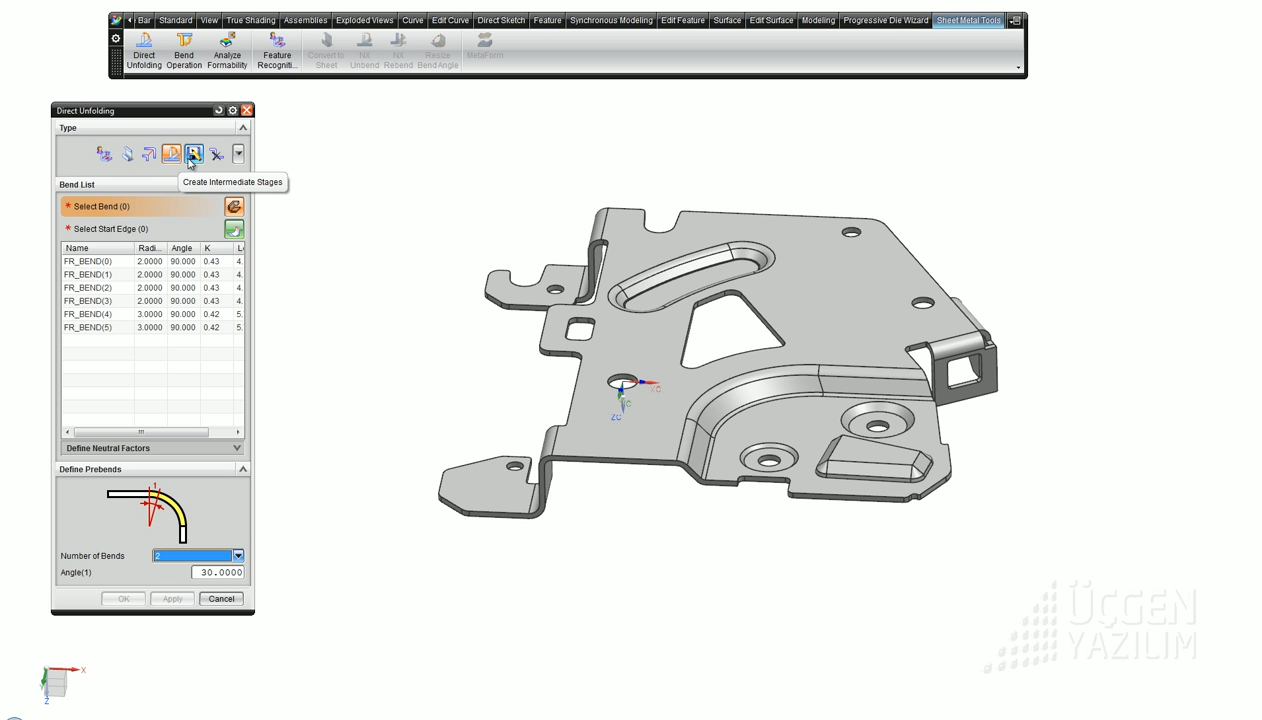 Bar Standard View True Shading Assemblies Exploded Views Curve Edit Curve Direct Sketch Feature Synchronous Modeling Edit Feature Surface Edit Surface Modeling Progressive Die Wizard Sheet Metal Tools
Direct Unfolding
Bend Operation
Analyze Formability
Feature Recogniti...
Convert to Sheet
NX Unbend
NX Rebend
Resize Bend Angle
MetaForm
Direct Unfolding
Type
Create Intermediate Stages
Bend List
* Select Bend (0)
* Select Start Edge (0)
Name Radi... Angle K
FR_BEND(0) 2.0000 90.000 0.43 4.
FR_BEND(1) 2.0000 90.000 0.43 4.
FR_BEND(2) 2.0000 90.000 0.43 4.
FR_BEND(3) 2.0000 90.000 0.43 4.
FR_BEND(4) 3.0000 90.000 0.42 5.
FR_BEND(5) 3.0000 90.000 0.42 5.
Define Neutral Factors
Define Prebends
1
Number of Bends 2
Angle(1) 30.0000
OK Apply Cancel
XC
YC
ZC
X
Z
ÜÇGEN
YAZILIM